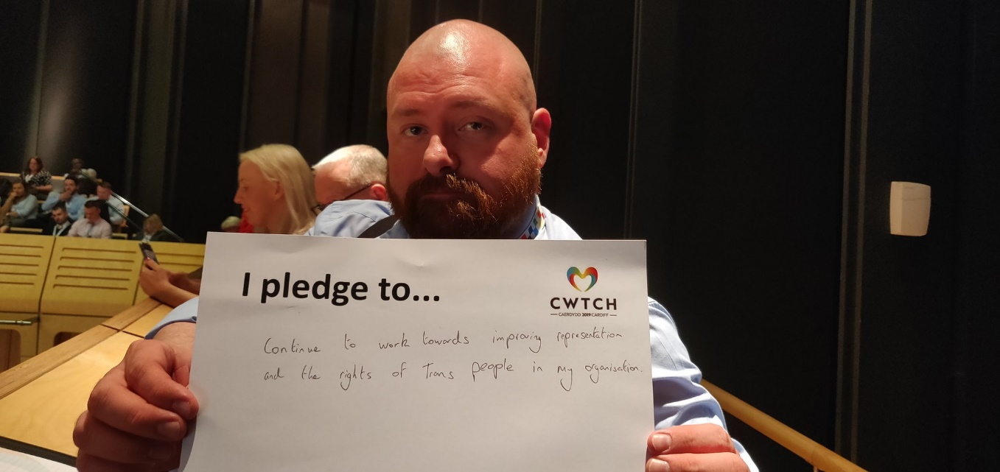 I pledge to...
CWTCH
CAERDYDD 2019 CARDIFF
Continue to work towards improving representation
and the rights of Trans people in my organisation.